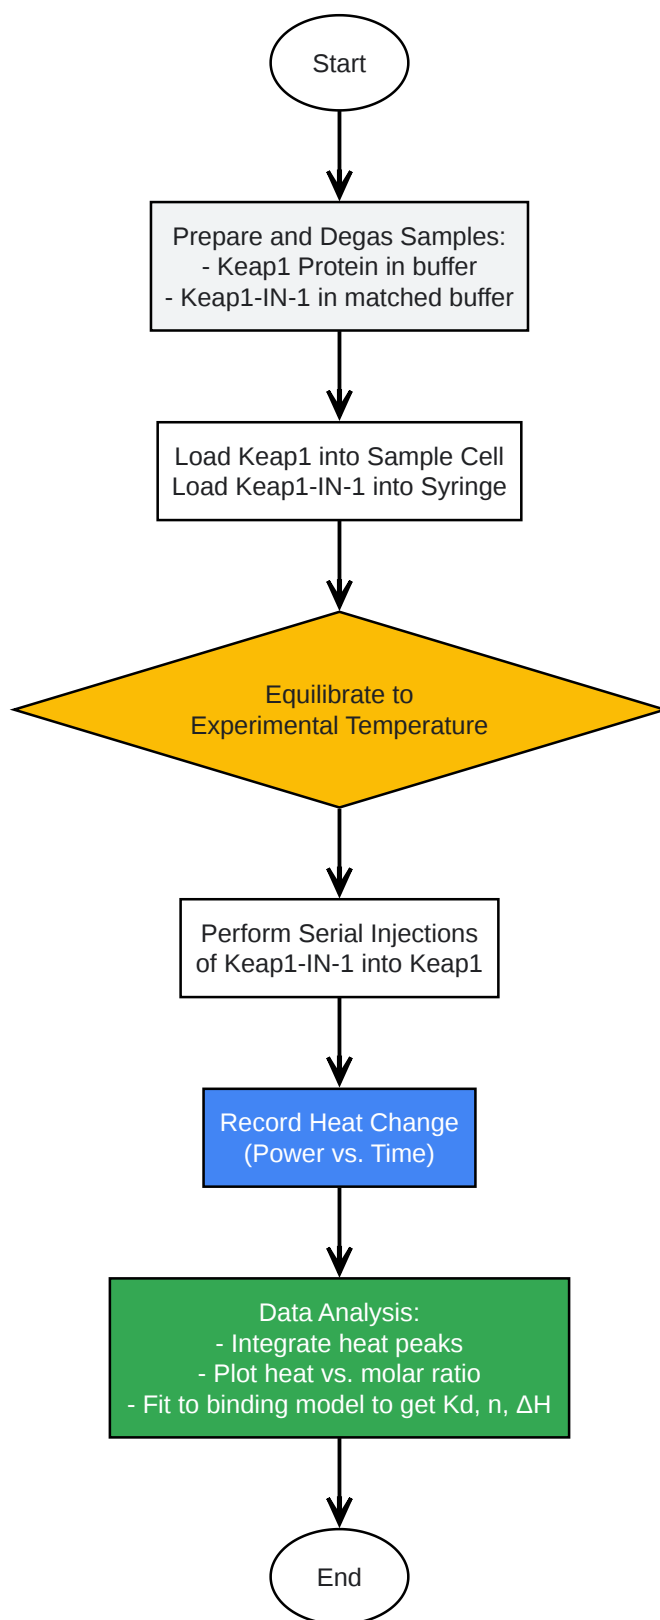 Start
Prepare and Degas Samples:
- Keap1 Protein in buffer
- Keap1-IN-1 in matched buffer
Load Keap1 into Sample Cell
Load Keap1-IN-1 into Syringe
Equilibrate to
Experimental Temperature
Perform Serial Injections
of Keap1-IN-1 into Keap1
Record Heat Change
(Power vs. Time)
Data Analysis:
- Integrate heat peaks
- Plot heat vs. molar ratio
- Fit to binding model to get Kd, n, ΔH
End